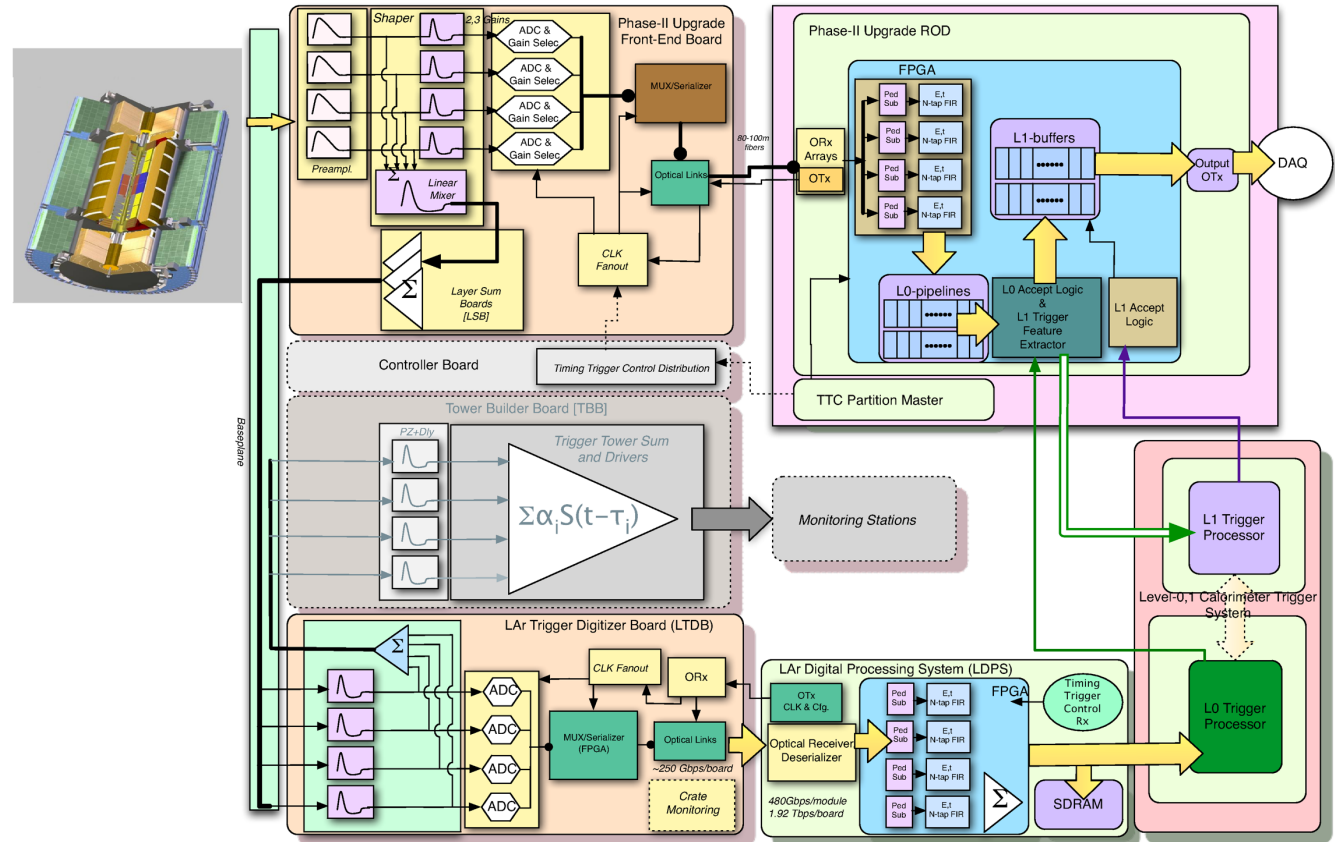 Shaper
2,3 Gains
Phase-II Upgrade
Front-End Board
ADC &
Gain Selec.
ADC &
Gain Selec.
ADC &
Gain Selec.
ADC &
Gain Selec.
MUX/Serializer
Preampl.
Σ
Linear
Mixer
Optical Links
80-100m
fibers
CLK
Fanout
Σ
Layer Sum
Boards
[LSB]
Phase-II Upgrade ROD
FPGA
Ped
Sub
E,t
N-tap FIR
Ped
Sub
E,t
N-tap FIR
Ped
Sub
E,t
N-tap FIR
Ped
Sub
E,t
N-tap FIR
ORx
Arrays
OTx
L1-buffers
Output
OTx
DAQ
L0-pipelines
L0 Accept Logic
&
L1 Trigger
Feature
Extractor
L1 Accept
Logic
TTC Partition Master
Controller Board
Timing Trigger Control Distribution
Baseplane
Tower Builder Board [TBB]
PZ+Dly
Trigger Tower Sum
and Drivers
ΣαᵢS(t−τᵢ)
Monitoring Stations
L1 Trigger
Processor
Level-0,1 Calorimeter Trigger
System
L0 Trigger
Processor
LAr Trigger Digitizer Board (LTDB)
Σ
ADC
ADC
ADC
ADC
CLK Fanout
ORx
MUX/Serializer
(FPGA)
Optical Links
~250 Gbps/board
Crate
Monitoring
LAr Digital Processing System (LDPS)
OTx
CLK & Cfg.
Optical Receiver
Deserializer
480Gbps/module
1.92 Tbps/board
FPGA
Ped
Sub
E,t
N-tap FIR
Ped
Sub
E,t
N-tap FIR
Ped
Sub
E,t
N-tap FIR
Ped
Sub
E,t
N-tap FIR
Σ
Timing
Trigger
Control
Rx
SDRAM